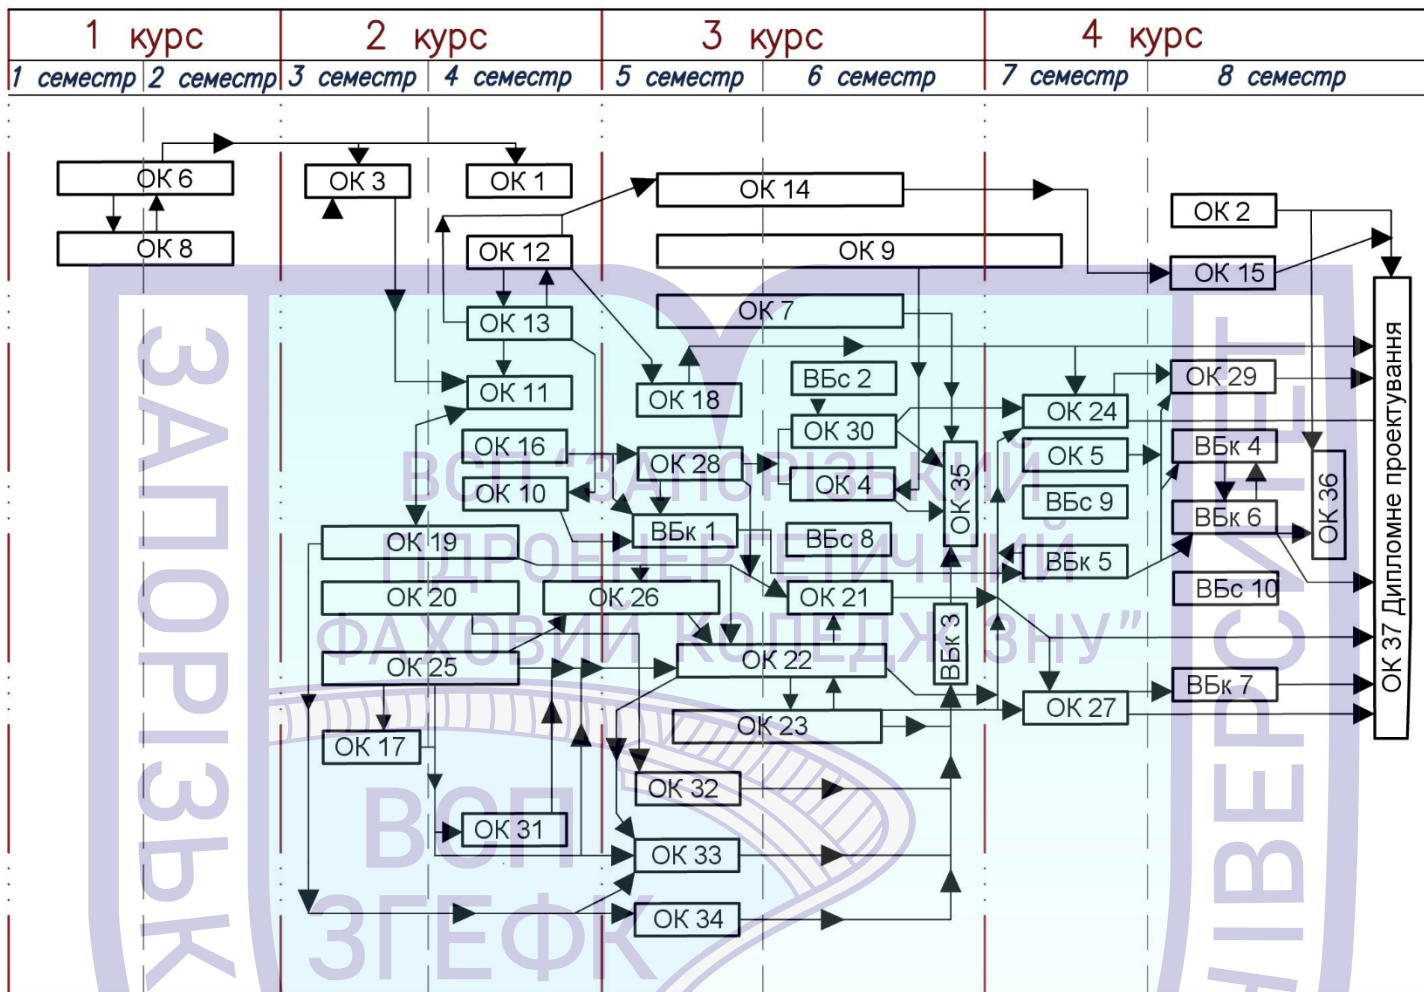 1 курс
2 курс
3 курс
4 курс
1 семестр
2 семестр
3 семестр
4 семестр
5 семестр
6 семестр
7 семестр
8 семестр
ОК 6
ОК 3
ОК 1
ОК 14
ОК 2
ОК 8
ОК 12
ОК 9
ОК 15
ОК 13
ОК 7
ОК 11
ОК 18
ВБс 2
ОК 24
ОК 29
ОК 16
ОК 28
ОК 30
ОК 5
ВБк 4
ОК 10
ОК 4
ОК 35
ВБс 9
ОК 36
ВБк 1
ВБк 6
ОК 19
ВБс 8
ВБк 5
ОК 20
ОК 26
ОК 21
ВБс 10
ОК 25
ОК 22
ВБк 3
ВБк 7
ОК 17
ОК 23
ОК 27
ОК 32
ОК 31
ОК 33
ОК 34
ОК 37 Дипломне проектування
ЗАПОРІЗЬК
ВСП "ЗАПОРІЗЬКИЙ
ГІДРОЕНЕРГЕТИЧНИЙ
ФАХОВИЙ КОЛЕДЖ ЗНУ"
ВСП
ЗГЕФК
НІВЕРСИТЕТ